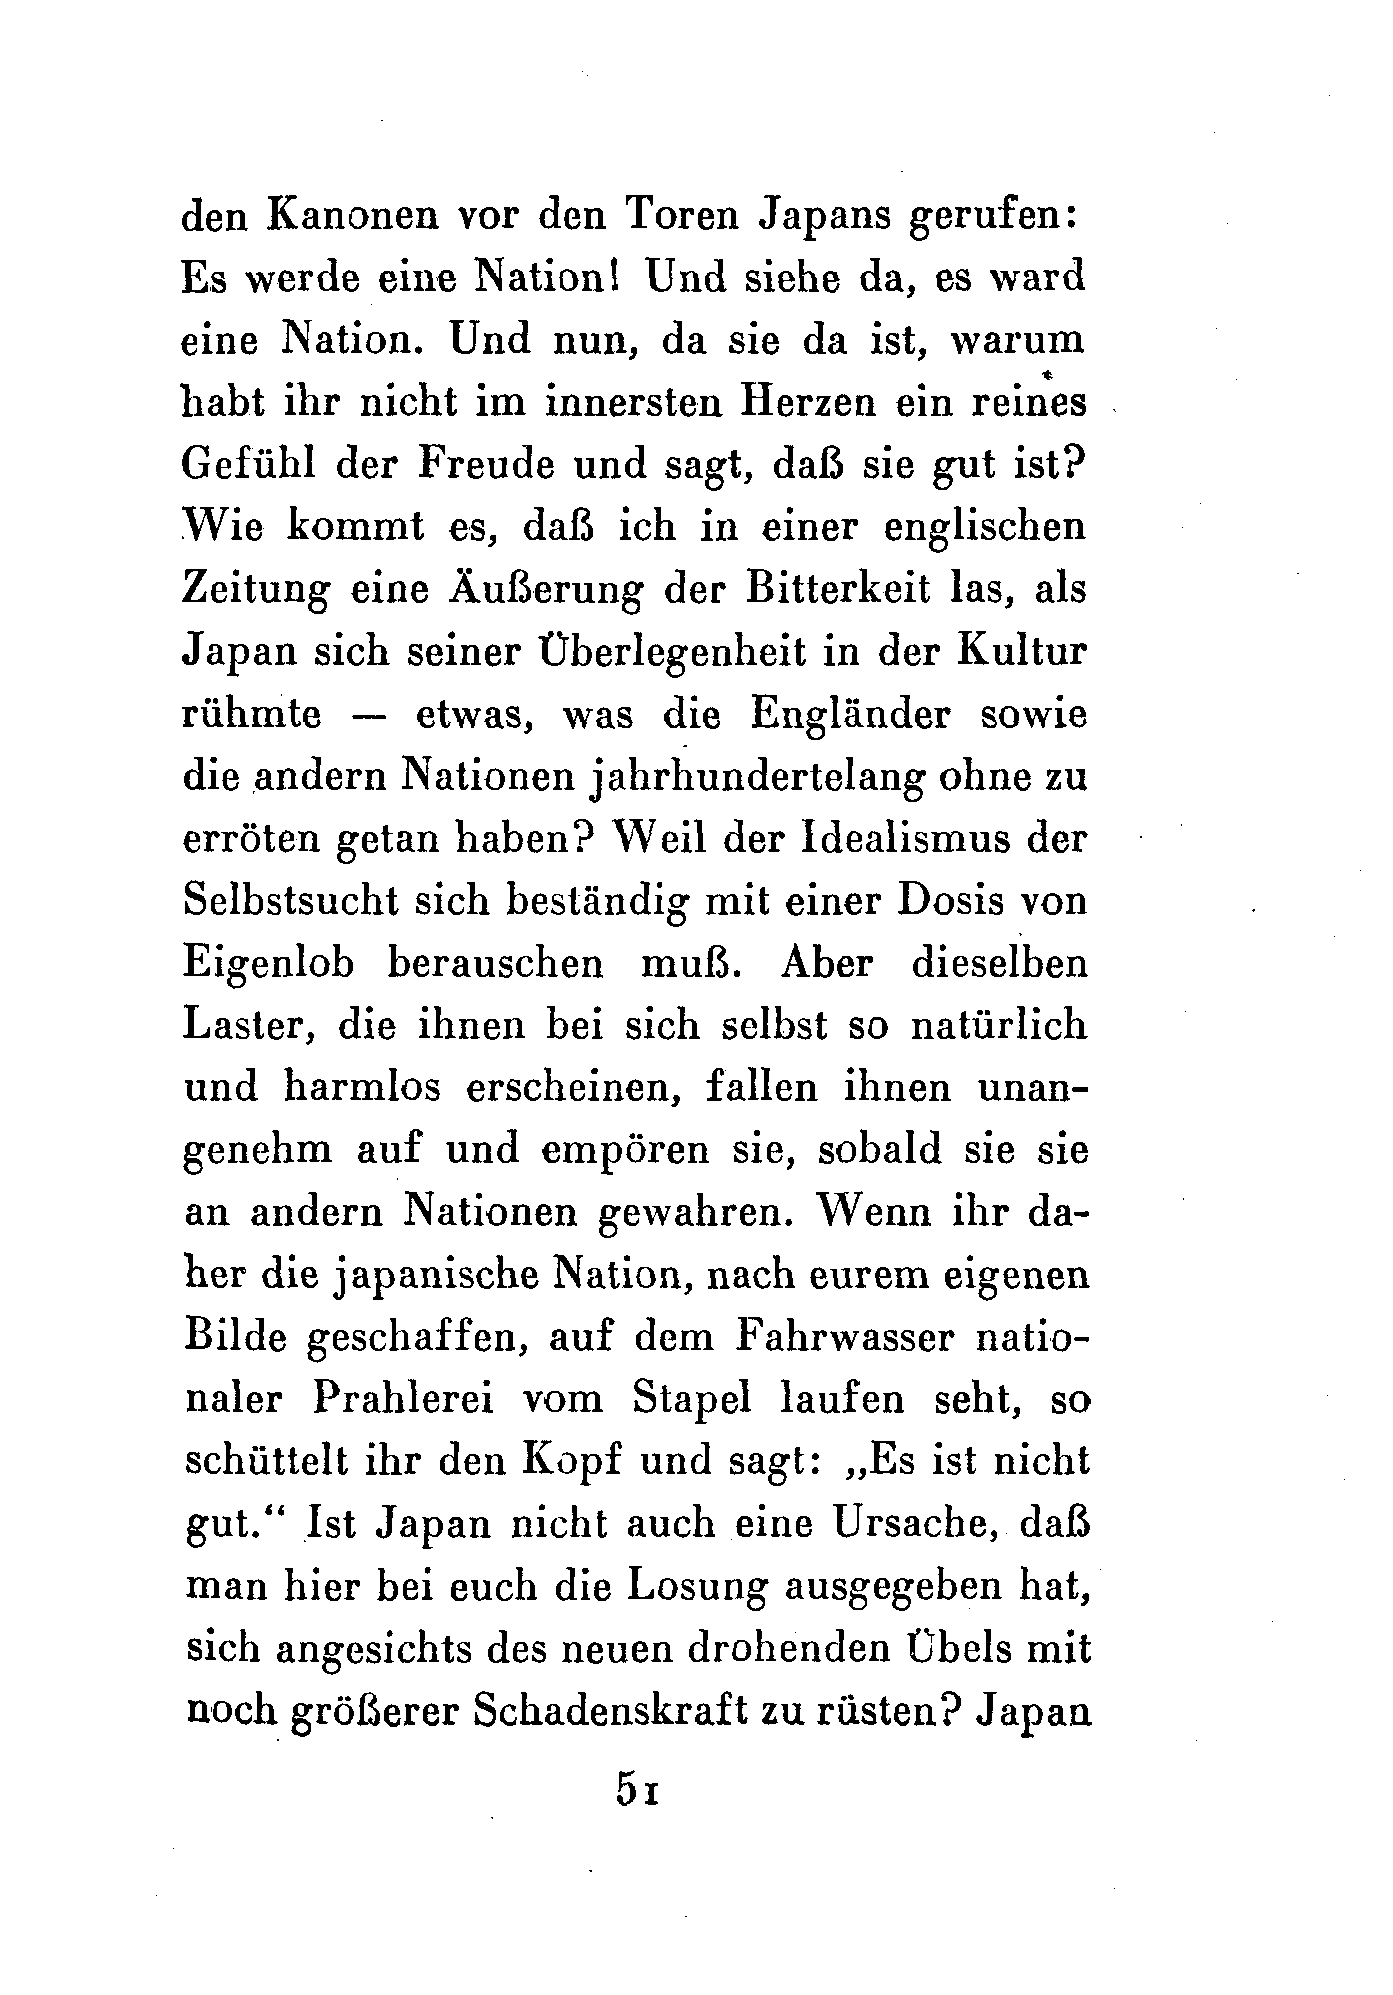 den Kanonen vor den Toren Japans gerufen:
Es werde eine Nation! Und siehe da, es ward
eine Nation. Und nun, da sie da ist, warum
habt ihr nicht im innersten Herzen ein reines
Gefühl der Freude und sagt, daß sie gut ist?
Wie kommt es, daß ich in einer englischen
Zeitung eine Äußerung der Bitterkeit las, als
Japan sich seiner Überlegenheit in der Kultur
rühmte — etwas, was die Engländer sowie
die andern Nationen jahrhundertelang ohne zu
erröten getan haben? Weil der Idealismus der
Selbstsucht sich beständig mit einer Dosis von
Eigenlob berauschen muß. Aber dieselben
Laster, die ihnen bei sich selbst so natürlich
und harmlos erscheinen, fallen ihnen unan-
genehm auf und empören sie, sobald sie sie
an andern Nationen gewahren. Wenn ihr da-
her die japanische Nation, nach eurem eigenen
Bilde geschaffen, auf dem Fahrwasser natio-
naler Prahlerei vom Stapel laufen seht, so
schüttelt ihr den Kopf und sagt: „Es ist nicht
gut.“ Ist Japan nicht auch eine Ursache, daß
man hier bei euch die Losung ausgegeben hat,
sich angesichts des neuen drohenden Übels mit
noch größerer Schadenskraft zu rüsten? Japan
51